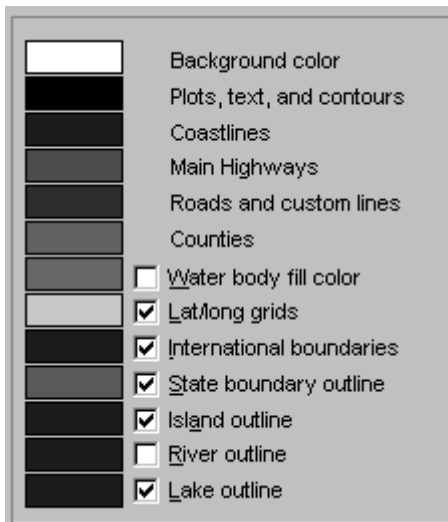 Background color
Plots, text, and contours
Coastlines
Main Highways
Roads and custom lines
Counties
Water body fill color
Lat/long grids
International boundaries
State boundary outline
Island outline
River outline
Lake outline